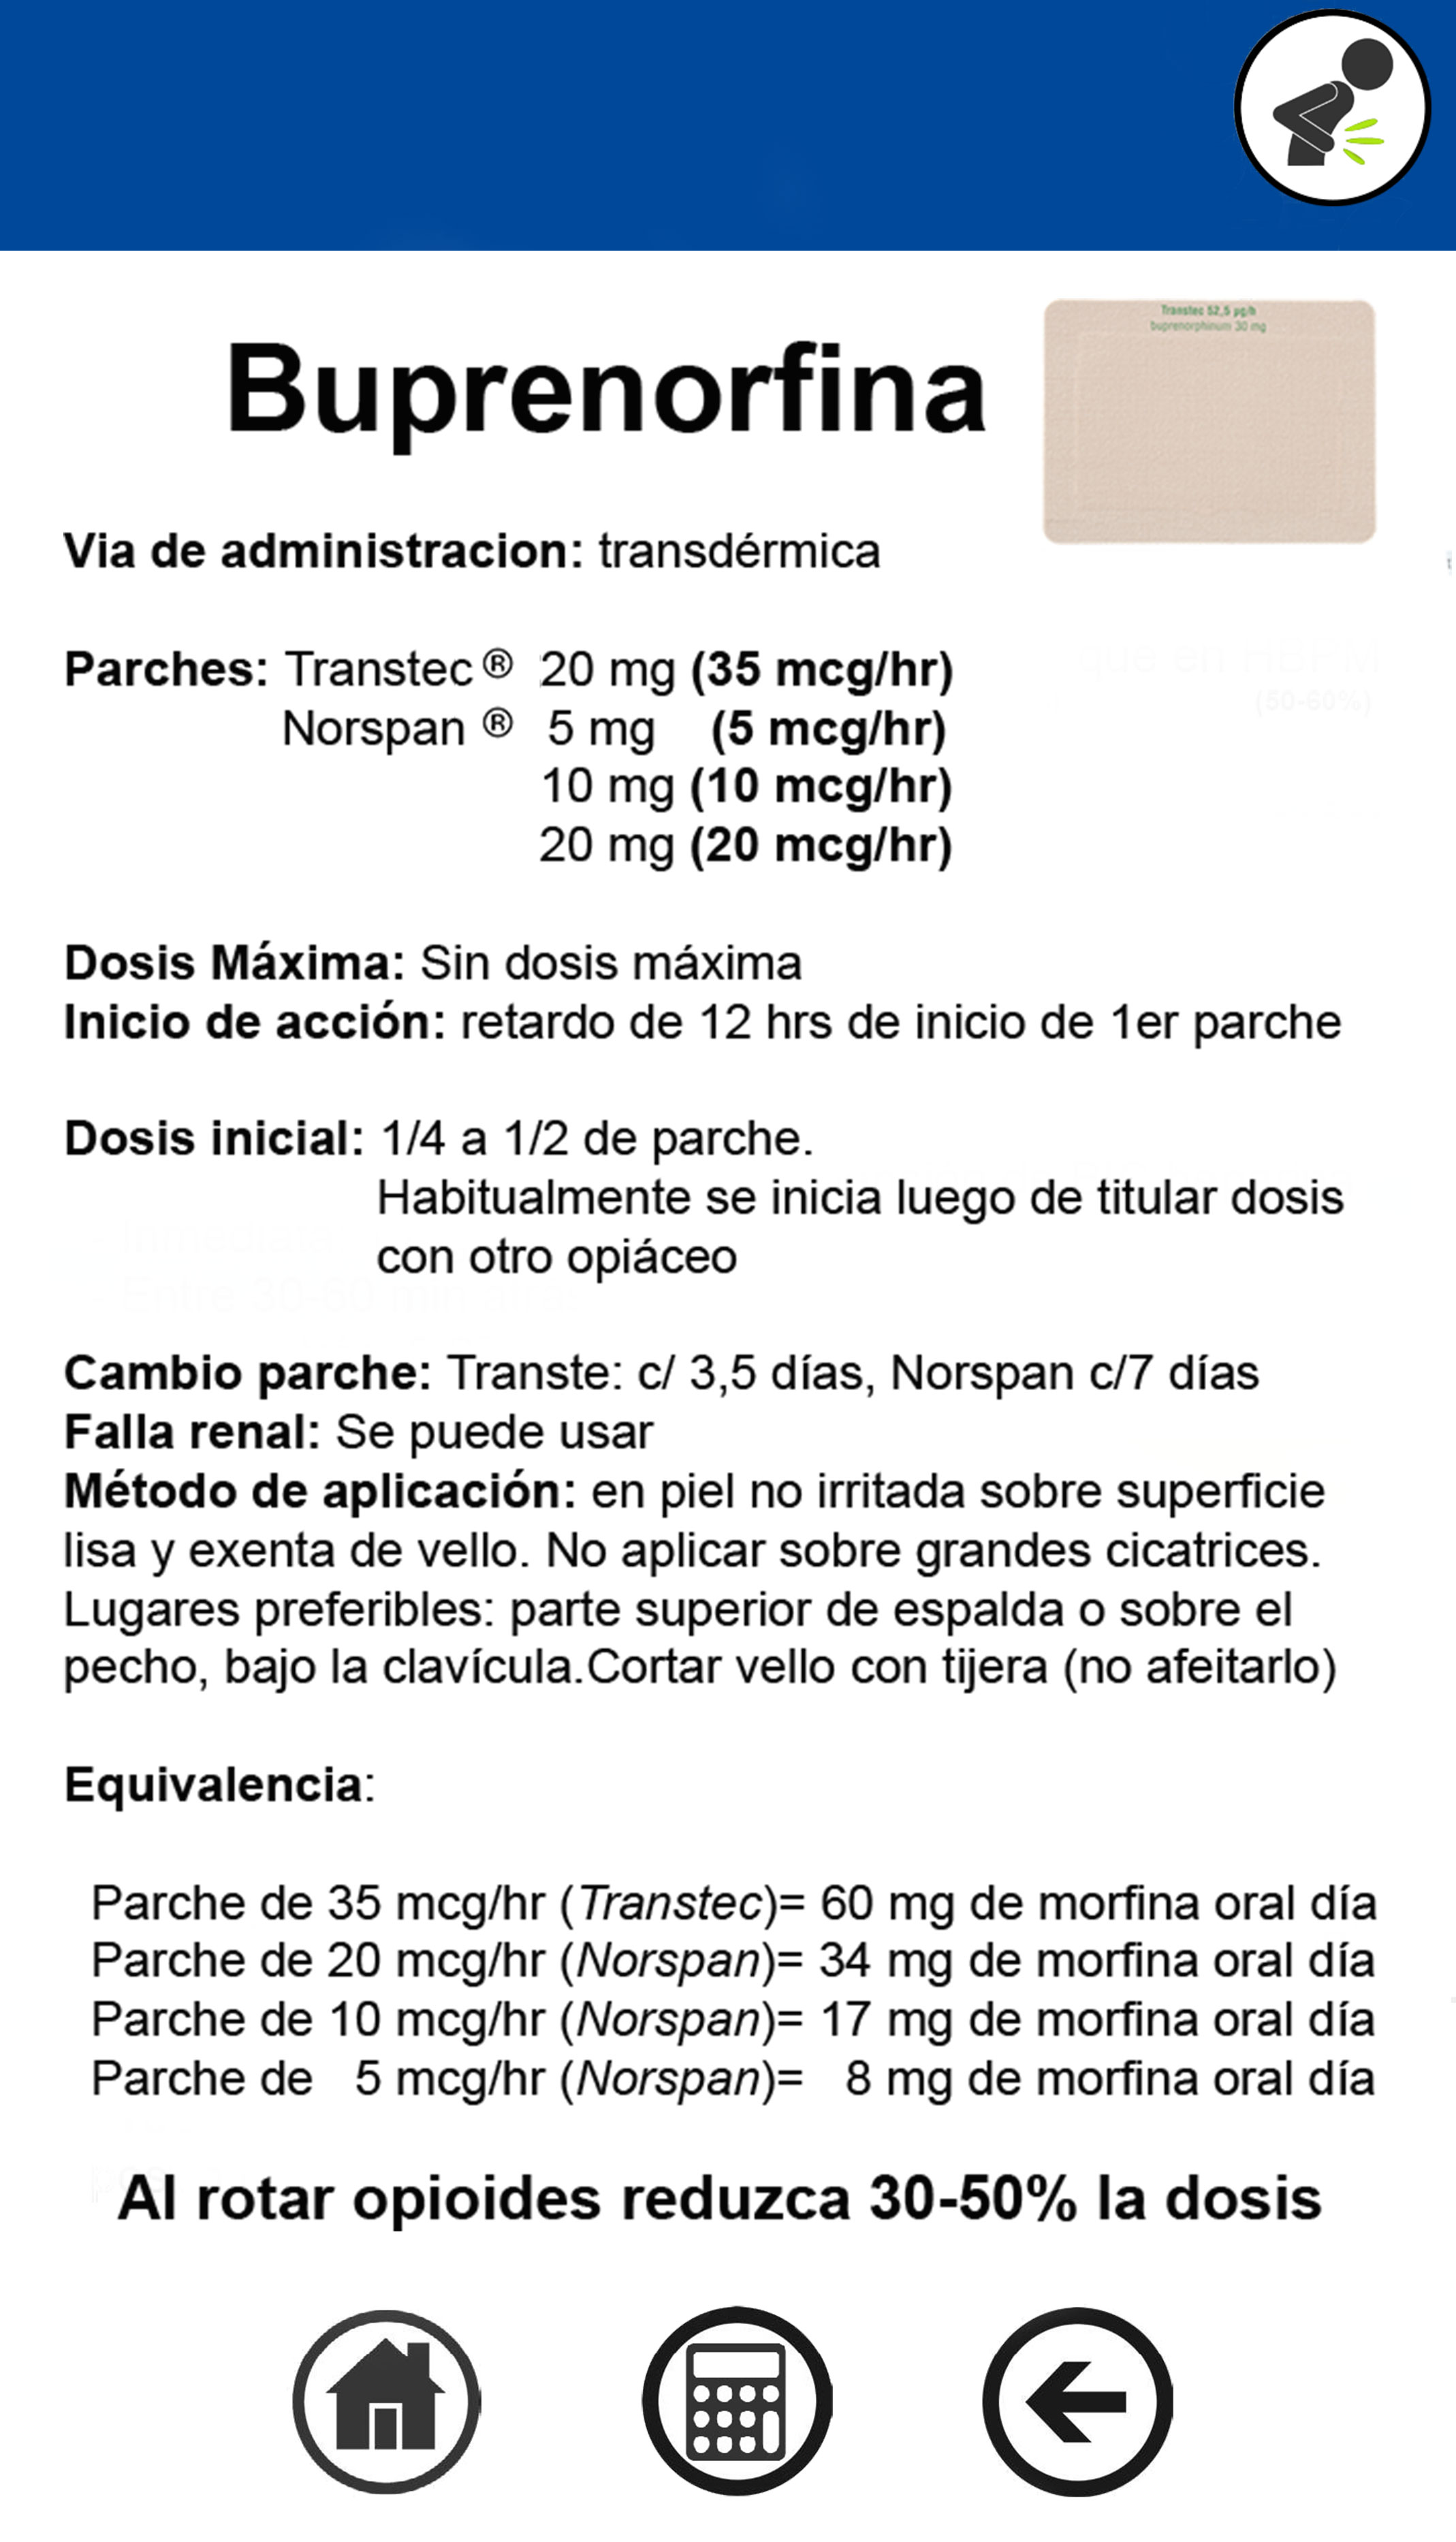 Transtec 52,5 µg/h
buprenorphinum 30 mg
Buprenorfina
Via de administracion: transdérmica
Parches: Transtec ® 20 mg (35 mcg/hr)
Norspan ® 5 mg (5 mcg/hr)
10 mg (10 mcg/hr)
20 mg (20 mcg/hr)
(50-60%)
Dosis Máxima: Sin dosis máxima
Inicio de acción: retardo de 12 hrs de inicio de 1er parche
Dosis inicial: 1/4 a 1/2 de parche.
Habitualmente se inicia luego de titular dosis
con otro opiáceo
Cambio parche: Transte: c/ 3,5 días, Norspan c/7 días
Falla renal: Se puede usar
Método de aplicación: en piel no irritada sobre superficie
lisa y exenta de vello. No aplicar sobre grandes cicatrices.
Lugares preferibles: parte superior de espalda o sobre el
pecho, bajo la clavícula.Cortar vello con tijera (no afeitarlo)
Equivalencia:
Parche de 35 mcg/hr (Transtec)= 60 mg de morfina oral día
Parche de 20 mcg/hr (Norspan)= 34 mg de morfina oral día
Parche de 10 mcg/hr (Norspan)= 17 mg de morfina oral día
Parche de 5 mcg/hr (Norspan)= 8 mg de morfina oral día
Al rotar opioides reduzca 30-50% la dosis